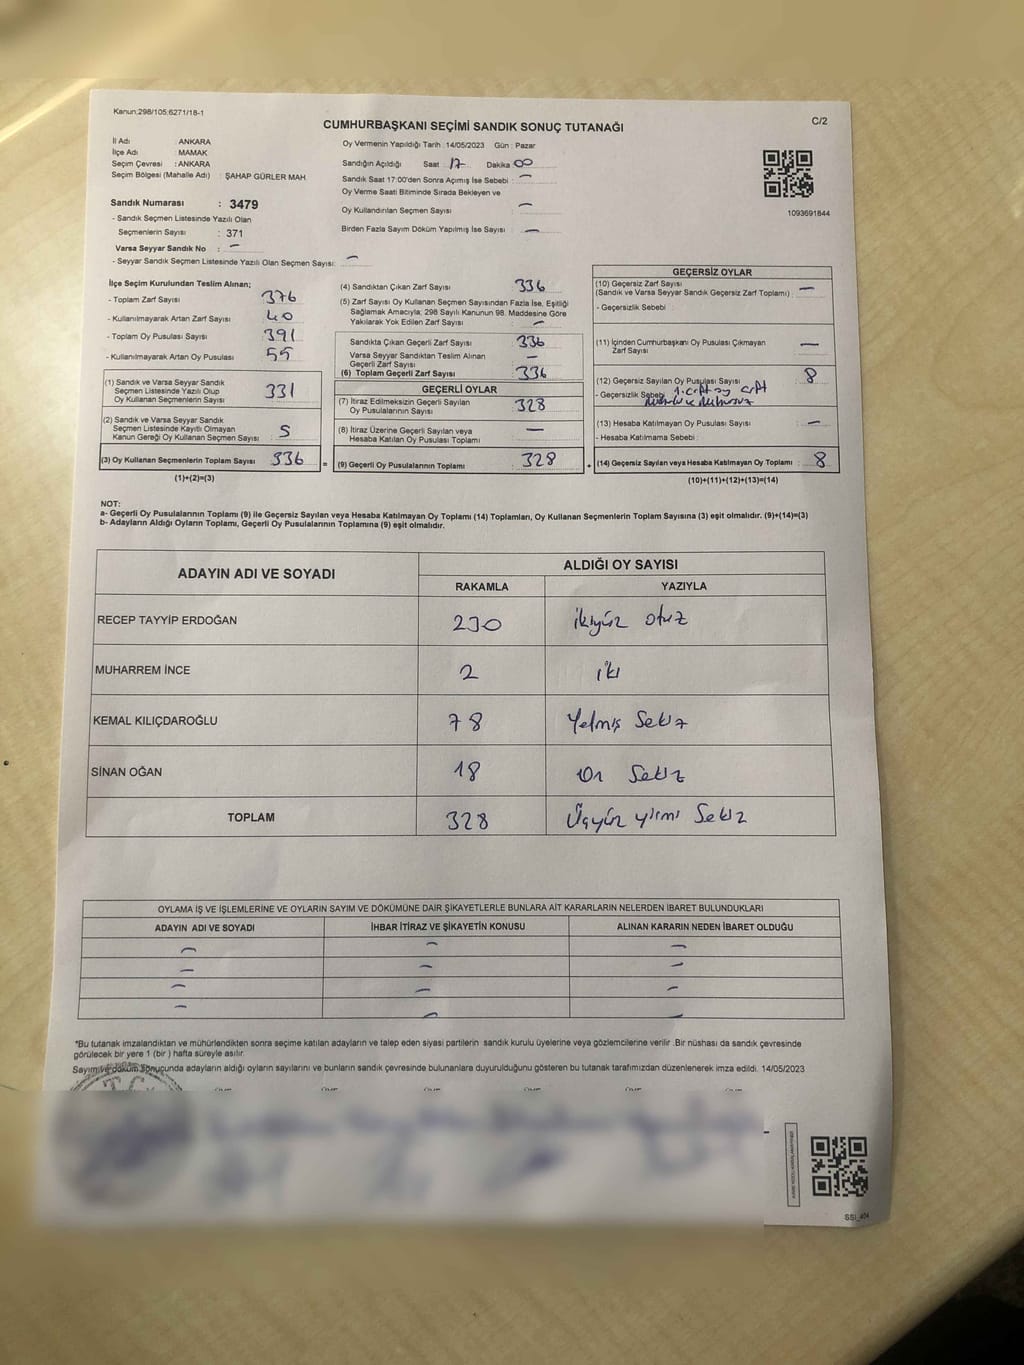 Kanun:298/105;6271/18-1
C/2
CUMHURBAŞKANI SEÇİMİ SANDIK SONUÇ TUTANAĞI
İl Adı : ANKARA
İlçe Adı : MAMAK
Seçim Çevresi : ANKARA
Seçim Bölgesi (Mahalle Adı) : ŞAHAP GÜRLER MAH.
Sandık Numarası : 3479
- Sandık Seçmen Listesinde Yazılı Olan
Seçmenlerin Sayısı : 371
Varsa Seyyar Sandık No : -
- Seyyar Sandık Seçmen Listesinde Yazılı Olan Seçmen Sayısı: -
Oy Vermenin Yapıldığı Tarih :14/05/2023 Gün : Pazar
Sandığın Açıldığı Saat : 17 Dakika : 00
Sandık Saat 17:00'den Sonra Açımış İse Sebebi : -
Oy Verme Saati Bitiminde Sırada Bekleyen ve
Oy Kullandırılan Seçmen Sayısı : -
Birden Fazla Sayım Döküm Yapılmış İse Sayısı : -
1093691844
İlçe Seçim Kurulundan Teslim Alınan;
- Toplam Zarf Sayısı : 376
- Kullanılmayarak Artan Zarf Sayısı : 40
- Toplam Oy Pusulası Sayısı : 391
- Kullanılmayarak Artan Oy Pusulası : 55
(1) Sandık ve Varsa Seyyar Sandık
Seçmen Listesinde Yazılı Olup
Oy Kullanan Seçmenlerin Sayısı : 331
(2) Sandık ve Varsa Seyyar Sandık
Seçmen Listesinde Kayıtlı Olmayan
Kanun Gereği Oy Kullanan Seçmen Sayısı : 5
(3) Oy Kullanan Seçmenlerin Toplam Sayısı : 336
(1)+(2)=(3)
(4) Sandıktan Çıkan Zarf Sayısı : 336
(5) Zarf Sayısı Oy Kullanan Seçmen Sayısından Fazla İse, Eşitliği
Sağlamak Amacıyla; 298 Sayılı Kanunun 98. Maddesine Göre
Yakılarak Yok Edilen Zarf Sayısı : -
Sandıkta Çıkan Geçerli Zarf Sayısı : 336
Varsa Seyyar Sandıktan Teslim Alınan
Geçerli Zarf Sayısı : -
(6) Toplam Geçerli Zarf Sayısı : 336
GEÇERLİ OYLAR
(7) İtiraz Edilmeksizin Geçerli Sayılan
Oy Pusulalarının Sayısı : 328
(8) İtiraz Üzerine Geçerli Sayılan veya
Hesaba Katılan Oy Pusulası Toplamı : -
= (9) Geçerli Oy Pusulalarının Toplamı : 328
GEÇERSİZ OYLAR
(10) Geçersiz Zarf Sayısı
(Sandık ve Varsa Seyyar Sandık Geçersiz Zarf Toplamı) : -
- Geçersizlik Sebebi :
(11) İçinden Cumhurbaşkanı Oy Pusulası Çıkmayan
Zarf Sayısı : -
(12) Geçersiz Sayılan Oy Pusulası Sayısı : 8
- Geçersizlik Sebebi
(13) Hesaba Katılmayan Oy Pusulası Sayısı : -
- Hesaba Katılmama Sebebi :
+ (14) Geçersiz Sayılan veya Hesaba Katılmayan Oy Toplamı : 8
(10)+(11)+(12)+(13)=(14)
NOT:
a- Geçerli Oy Pusulalarının Toplamı (9) ile Geçersiz Sayılan veya Hesaba Katılmayan Oy Toplamı (14) Toplamları, Oy Kullanan Seçmenlerin Toplam Sayısına (3) eşit olmalıdır. (9)+(14)=(3)
b- Adayların Aldığı Oyların Toplamı, Geçerli Oy Pusulalarının Toplamına (9) eşit olmalıdır.
ADAYIN ADI VE SOYADI ALDIĞI OY SAYISI
RAKAMLA YAZIYLA
RECEP TAYYİP ERDOĞAN 230 ikiyüz otuz
MUHARREM İNCE 2 iki
KEMAL KILIÇDAROĞLU 78 Yetmiş Sekiz
SİNAN OĞAN 18 On Sekiz
TOPLAM 328 Üçyüz yirmi Sekiz
OYLAMA İŞ VE İŞLEMLERİNE VE OYLARIN SAYIM VE DÖKÜMÜNE DAİR ŞİKAYETLERLE BUNLARA AİT KARARLARIN NELERDEN İBARET BULUNDUKLARI
ADAYIN ADI VE SOYADI İHBAR İTİRAZ VE ŞİKAYETİN KONUSU ALINAN KARARIN NEDEN İBARET OLDUĞU
- - -
- - -
- - -
- - -
*Bu tutanak imzalandıktan ve mühürlendikten sonra seçime katılan adayların ve talep eden siyasi partilerin sandık kurulu üyelerine veya gözlemcilerine verilir .Bir nüshası da sandık çevresinde
görülecek bir yere 1 (bir ) hafta süreyle asılır.
Sayım ve döküm sonucunda adayların aldığı oyların sayılarını ve bunların sandık çevresinde bulunanlara duyurulduğunu gösteren bu tutanak tarafımızdan düzenlenerek imza edildi. 14/05/2023
T.C.
SSİ_404